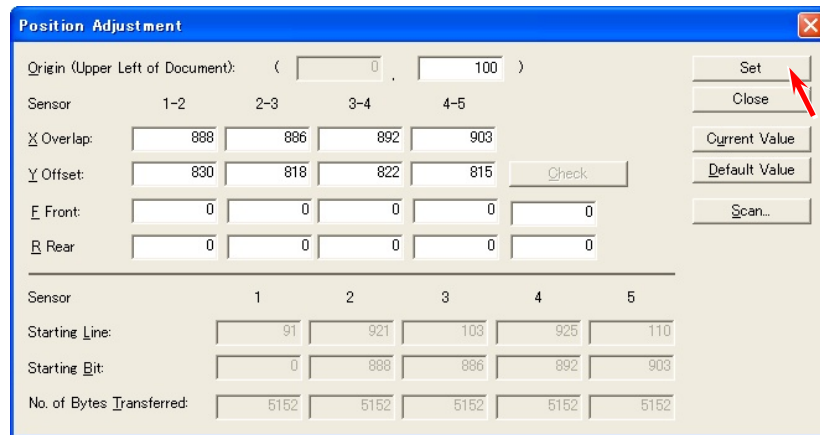 Position Adjustment
Origin (Upper Left of Document): ( 0 , 100 ) Set
Sensor 1-2 2-3 3-4 4-5 Close
X Overlap: 888 886 892 903 Current Value
Y Offset: 830 818 822 815 Check Default Value
F Front: 0 0 0 0 0 Scan...
R Rear 0 0 0 0 0
Sensor 1 2 3 4 5
Starting Line: 91 921 103 925 110
Starting Bit: 0 888 886 892 903
No. of Bytes Transferred: 5152 5152 5152 5152 5152